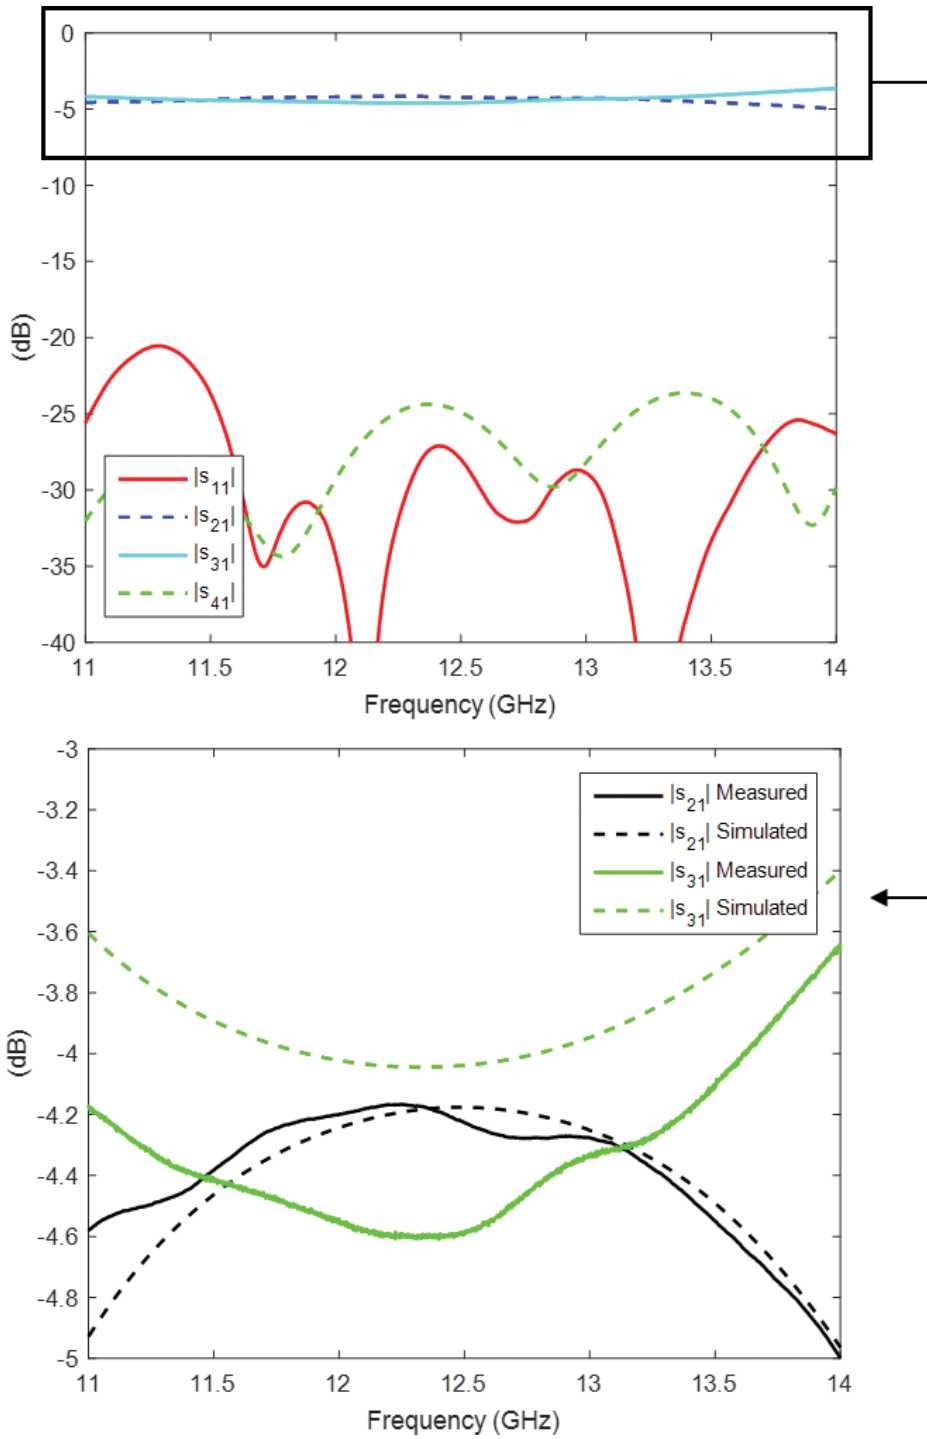 0
-5
-10
-15
-20
-25
-30
-35
-40
(dB)
|s11|
|s21|
|s31|
|s41|
11 11.5 12 12.5 13 13.5 14
Frequency (GHz)
-3
-3.2
-3.4
-3.6
-3.8
-4
-4.2
-4.4
-4.6
-4.8
-5
(dB)
|s21| Measured
|s21| Simulated
|s31| Measured
|s31| Simulated
11 11.5 12 12.5 13 13.5 14
Frequency (GHz)